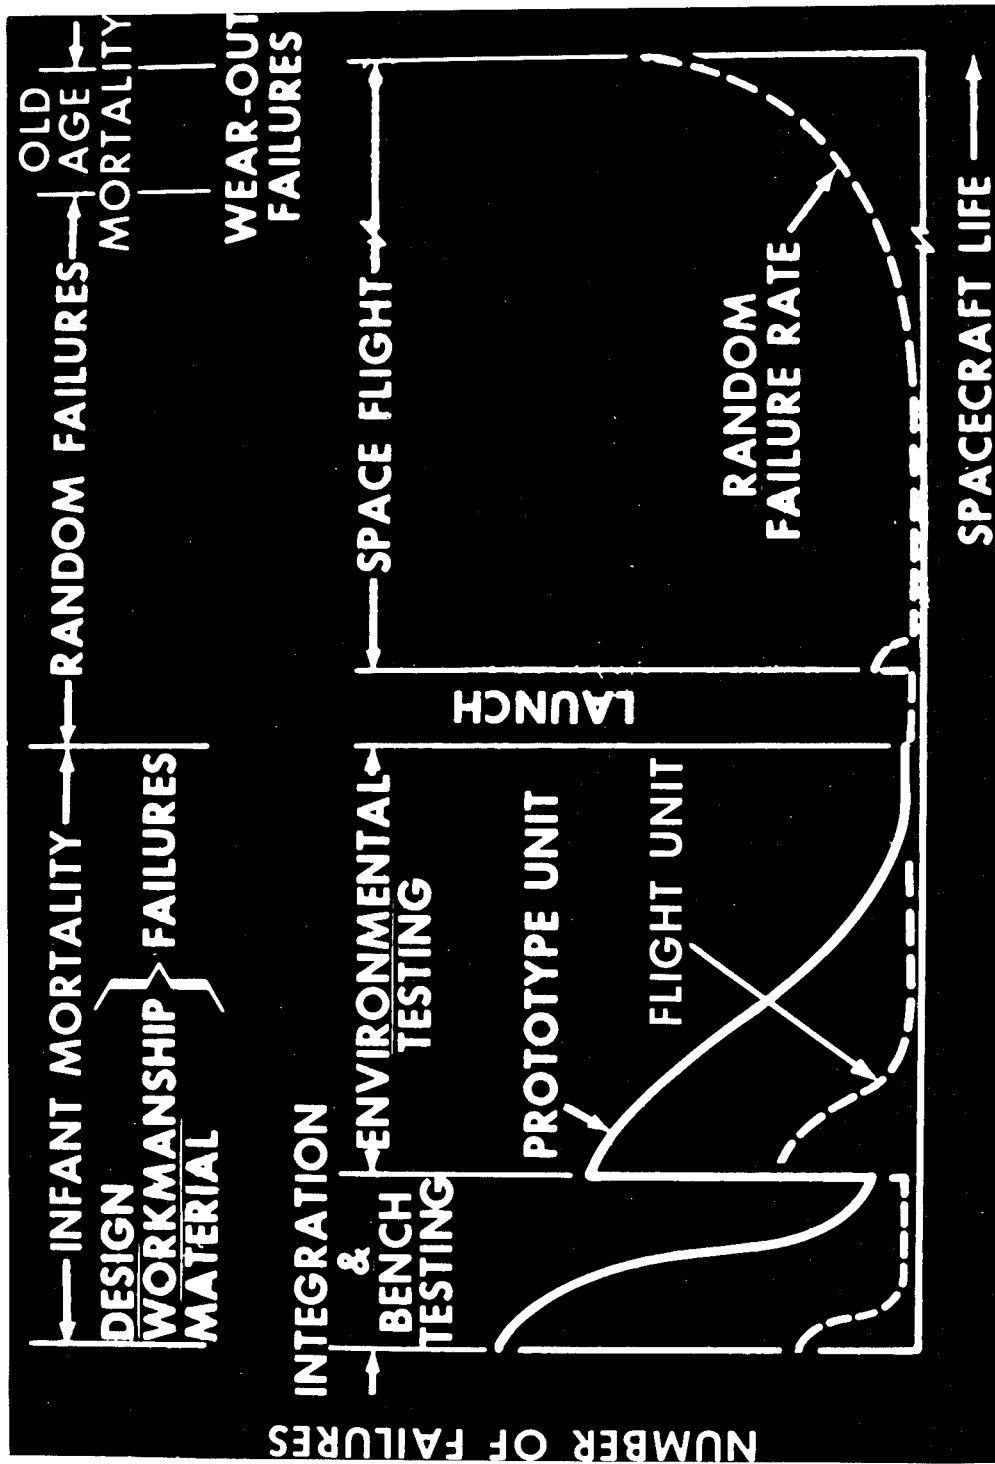 INFANT MORTALITY
RANDOM FAILURES
OLD
AGE
MORTALITY
DESIGN
WORKMANSHIP
MATERIAL
FAILURES
WEAR-OUT
FAILURES
INTEGRATION
&
BENCH
TESTING
ENVIRONMENTAL
TESTING
LAUNCH
SPACE FLIGHT
PROTOTYPE UNIT
FLIGHT UNIT
RANDOM
FAILURE RATE
NUMBER OF FAILURES
SPACECRAFT LIFE